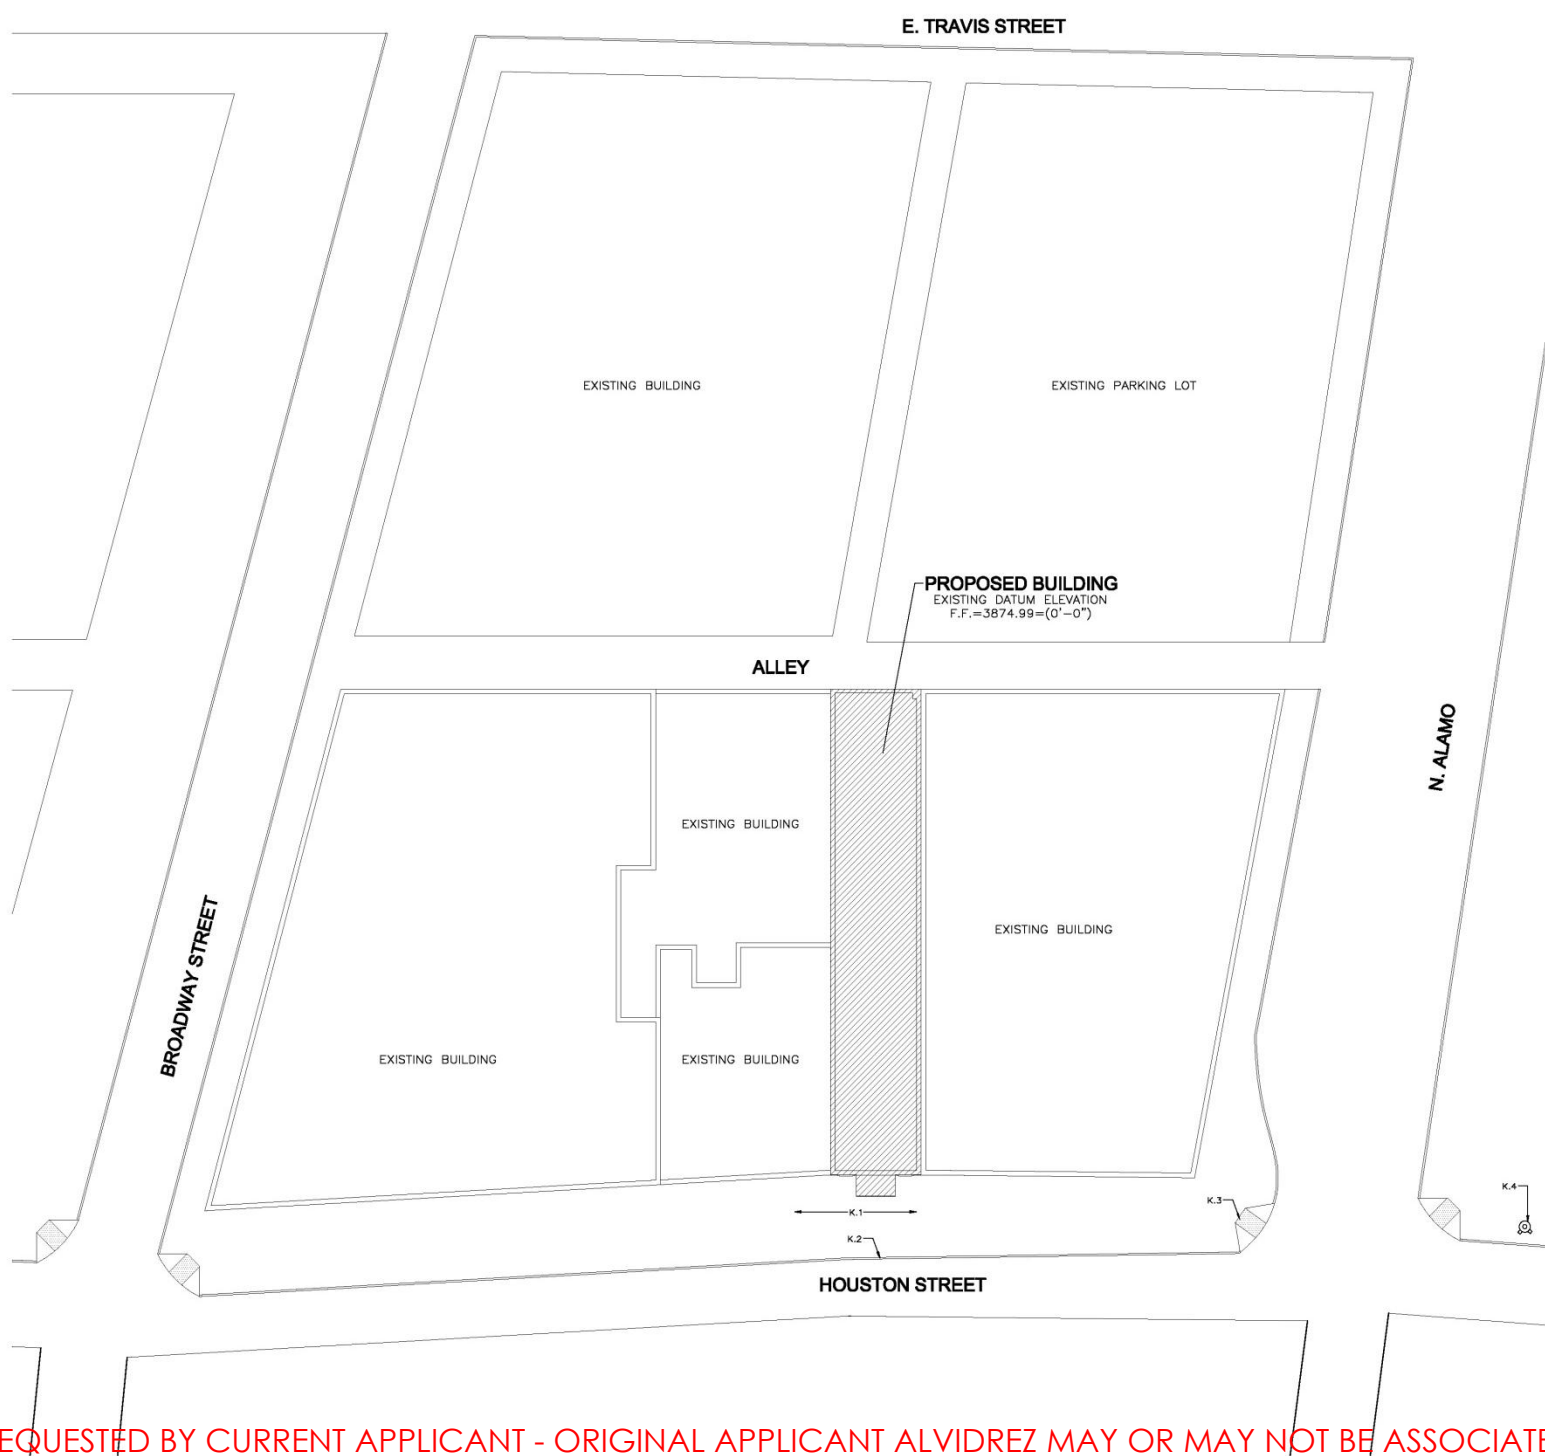 E. TRAVIS STREET
EXISTING BUILDING
EXISTING PARKING LOT
PROPOSED BUILDING
EXISTING DATUM ELEVATION
F.F.=3874.99=(0'-0")
ALLEY
N. ALAMO
EXISTING BUILDING
BROADWAY STREET
EXISTING BUILDING
EXISTING BUILDING
EXISTING BUILDING
K.4
K.3
K.1
K.2
HOUSTON STREET
EQUESTED BY CURRENT APPLICANT - ORIGINAL APPLICANT ALVIDREZ MAY OR MAY NOT BE ASSOCIATE